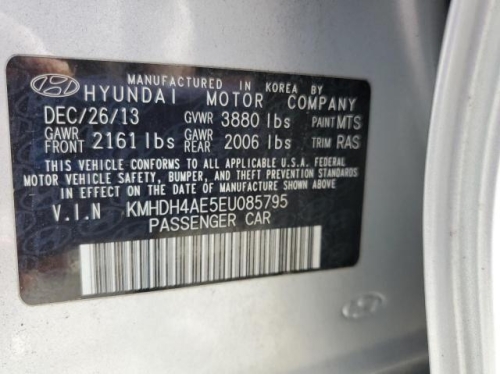 MANUFACTURED IN KOREA BY
HYUNDAI MOTOR COMPANY
DEC/26/13 GVWR 3880 lbs PAINT MTS
GAWR FRONT 2161 lbs GAWR REAR 2006 lbs TRIM RAS
THIS VEHICLE CONFORMS TO ALL APPLICABLE U.S.A. FEDERAL
MOTOR VEHICLE SAFETY, BUMPER, AND THEFT PREVENTION STANDARDS
IN EFFECT ON THE DATE OF MANUFACTURE SHOWN ABOVE.
V.I.N KMHDH4AE5EU085795
PASSENGER CAR